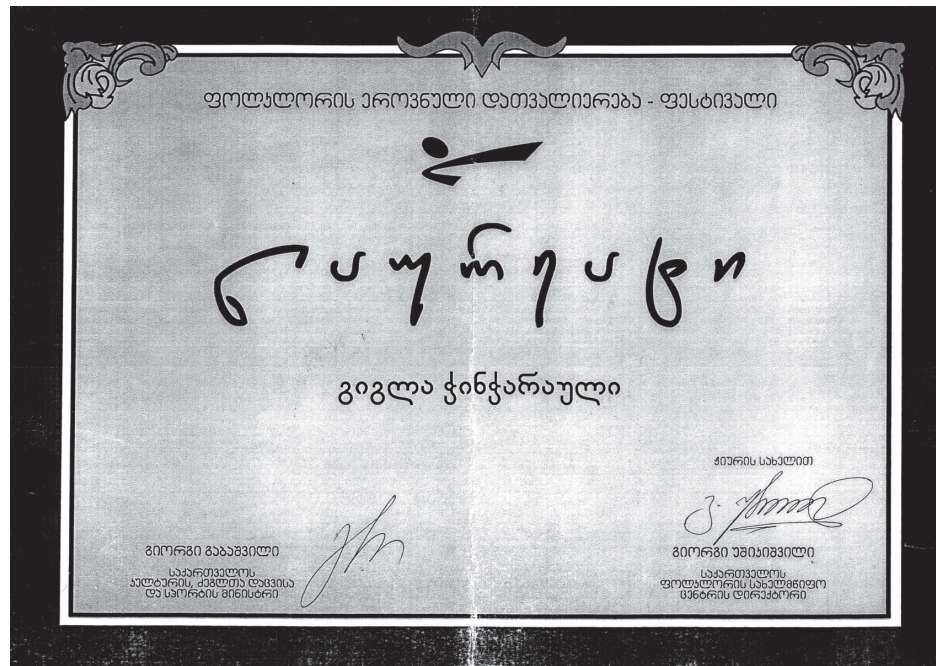 ფოლკლორის ეროვნული დათვალიერება - ფესტივალი
ლაურეატი
გიგლა ჭინჭარაული
ჟიურის სახელით
გიორგი გაბაშვილი
საქართველოს
კულტურის, ძეგლთა დაცვისა
და სპორტის მინისტრი
გიორგი უშიკიშვილი
საქართველოს
ფოლკლორის სახელმწიფო
ცენტრის დირექტორი